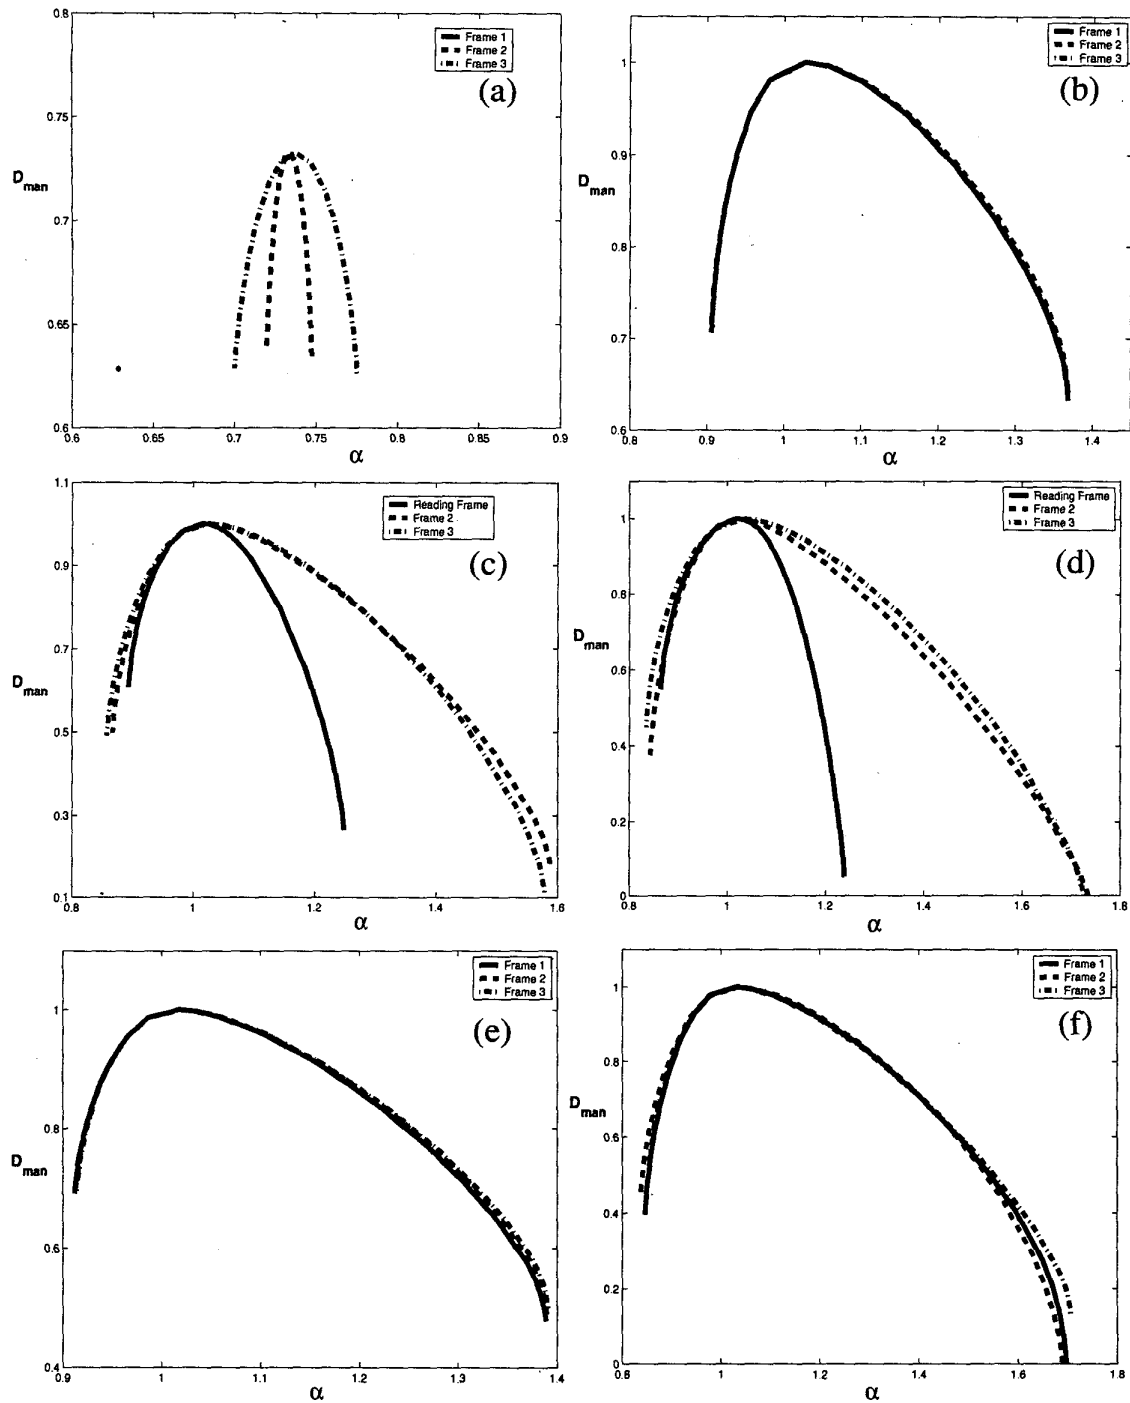 0.8
0.75
0.7
0.65
0.6
D man
0.6 0.65 0.7 0.75 0.8 0.85 0.9
α
Frame 1
Frame 2
Frame 3
(a)
1
0.9
0.8
0.7
0.6
D man
0.8 0.9 1 1.1 1.2 1.3 1.4
α
Frame 1
Frame 2
Frame 3
(b)
1.1
0.9
0.7
0.5
0.3
0.1
D man
0.8 1 1.2 1.4 1.6
α
Reading Frame
Frame 2
Frame 3
(c)
1
0.8
0.6
0.4
0.2
0
D man
0.8 1 1.2 1.4 1.6 1.8
α
Reading Frame
Frame 2
Frame 3
(d)
1
0.8
0.6
0.4
D man
0.9 1 1.1 1.2 1.3 1.4
α
Frame 1
Frame 2
Frame 3
(e)
1
0.8
0.6
0.4
0.2
0
D man
0.8 1 1.2 1.4 1.6 1.8
α
Frame 1
Frame 2
Frame 3
(f)